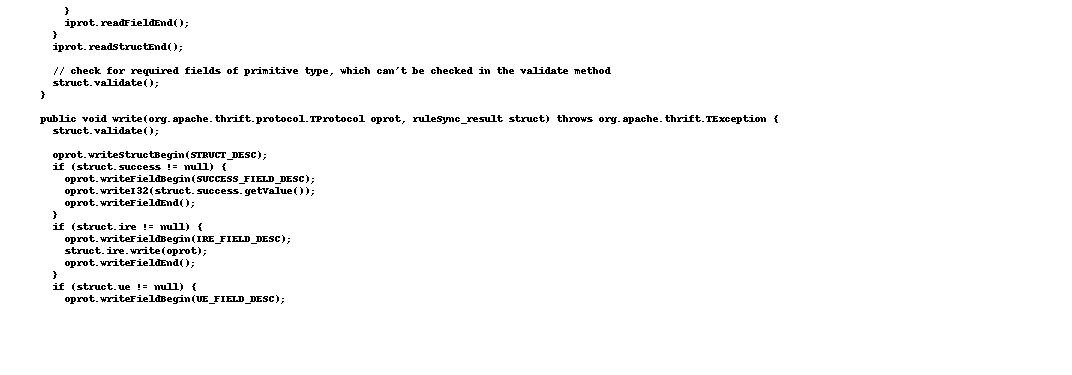 }
iprot.readFieldEnd();
}
iprot.readStructEnd();
// check for required fields of primitive type, which can't be checked in the validate method
struct.validate();
}
public void write(org.apache.thrift.protocol.TProtocol oprot, ruleSync_result struct) throws org.apache.thrift.TException {
struct.validate();
oprot.writeStructBegin(STRUCT_DESC);
if (struct.success != null) {
oprot.writeFieldBegin(SUCCESS_FIELD_DESC);
oprot.writeI32(struct.success.getValue());
oprot.writeFieldEnd();
}
if (struct.ire != null) {
oprot.writeFieldBegin(IRE_FIELD_DESC);
struct.ire.write(oprot);
oprot.writeFieldEnd();
}
if (struct.ue != null) {
oprot.writeFieldBegin(UE_FIELD_DESC);